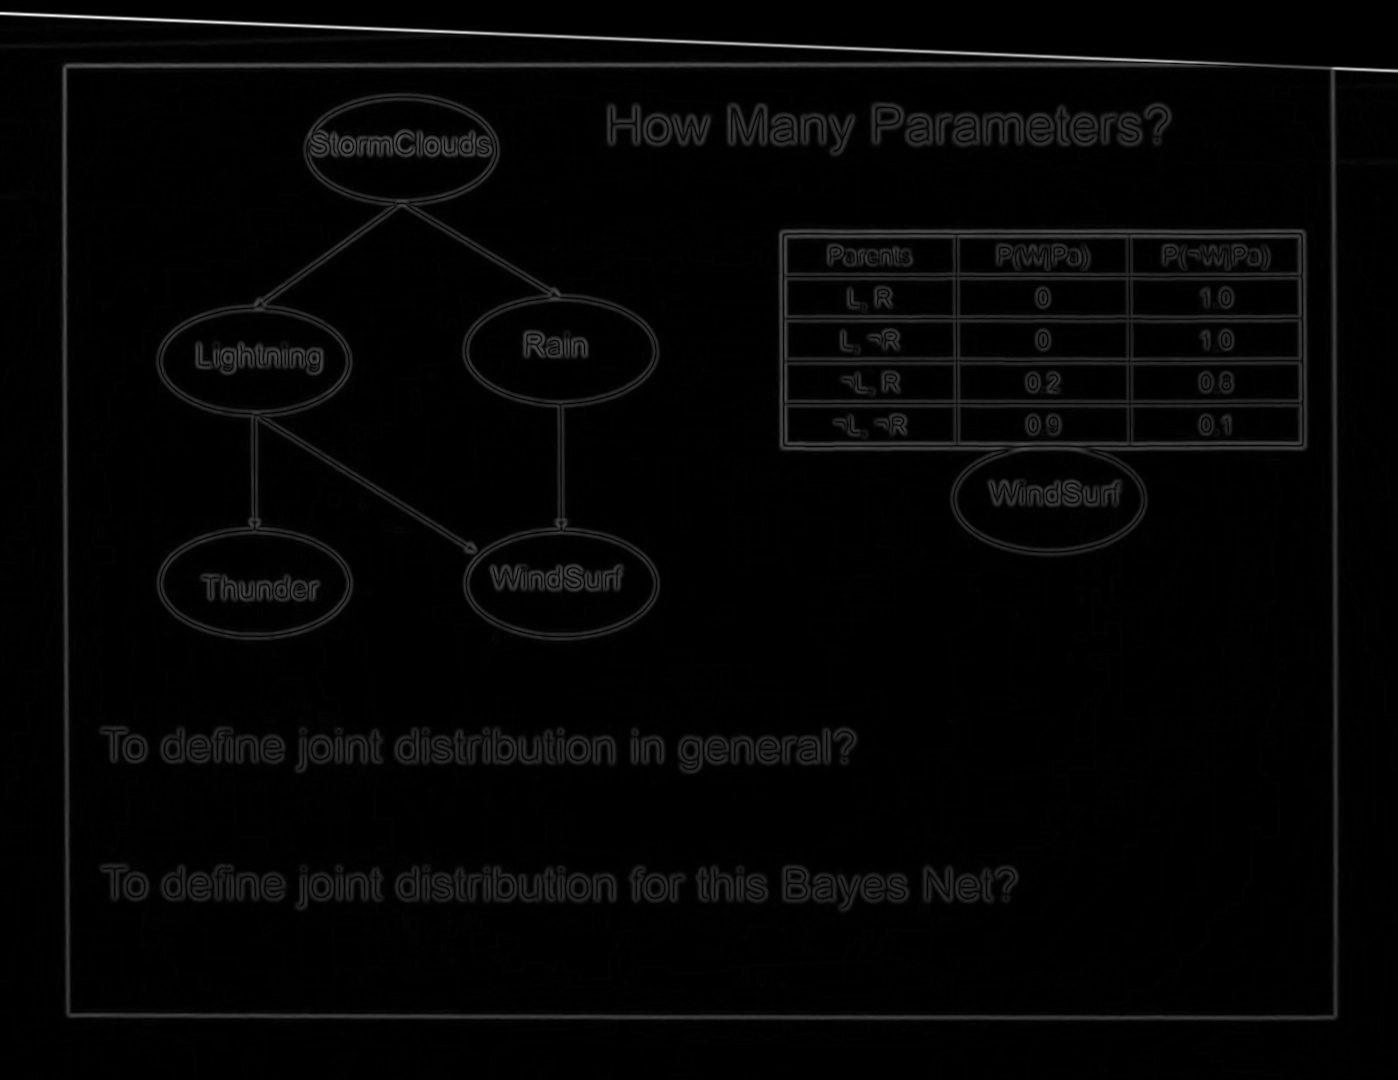 How Many Parameters?
StormClouds
Lightning
Rain
Thunder
WindSurf
Parents P(W|Pa) P(¬W|Pa)
L, R 0 1.0
L, ¬R 0 1.0
¬L, R 0.2 0.8
¬L, ¬R 0.9 0.1
WindSurf
To define joint distribution in general?
To define joint distribution for this Bayes Net?